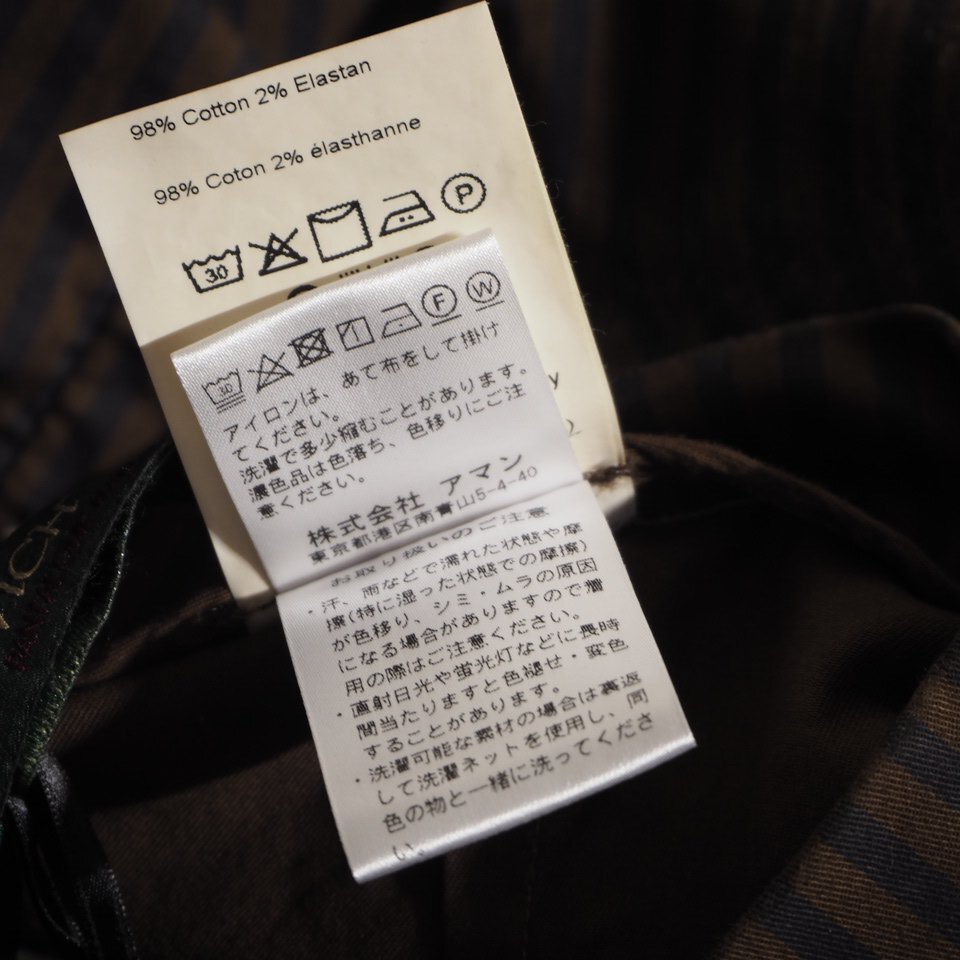 98% Cotton 2% Elastan
98% Coton 2% élasthanne
30
P
30
F
W
アイロンは、あて布をして掛け
てください。
洗濯で多少縮むことがあります。
濃色品は色落ち、色移りにご注
意ください。
株式会社 アマン
東京都港区南青山5-4-40
お取り扱いのご注意
・汗、雨などで濡れた状態や摩
擦(特に湿った状態での摩擦)
が色移り、シミ・ムラの原因
になる場合がありますので着
用の際はご注意ください。
・直射日光や蛍光灯などに長時
間当たりますと色褪せ・変色
することがあります。
・洗濯可能な素材の場合は裏返
して洗濯ネットを使用し、同
色の物と一緒に洗ってくださ
い。